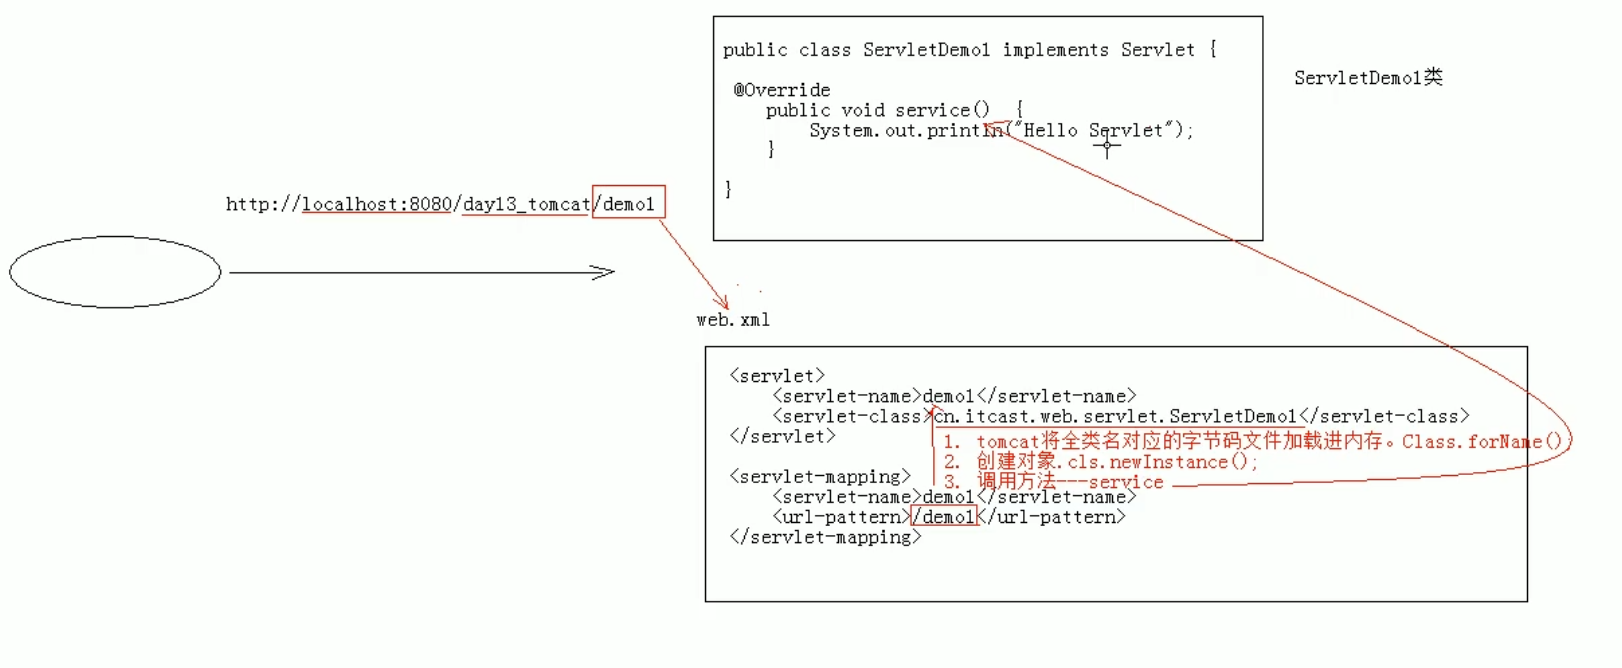 public class ServletDemo1 implements Servlet {
ServletDemo1类
@Override
public void service() {
System.out.println("Hello Servlet");
}
}
http://localhost:8080/day13_tomcat/demo1
web.xml
<servlet>
<servlet-name>demo1</servlet-name>
<servlet-class>cn.itcast.web.servlet.ServletDemo1</servlet-class>
</servlet>
1. tomcat将全类名对应的字节码文件加载进内存。Class.forName()
2. 创建对象.cls.newInstance();
3. 调用方法---service
<servlet-mapping>
<servlet-name>demo1</servlet-name>
<url-pattern>/demo1</url-pattern>
</servlet-mapping>